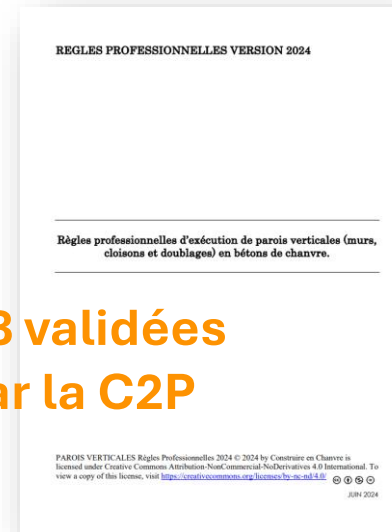 REGLES PROFESSIONNELLES VERSION 2024
Règles professionnelles d'exécution de parois verticales (murs,
cloisons et doublages) en bétons de chanvre.
3 validées
ar la C2P
PAROIS VERTICALES Règles Professionnelles 2024 © 2024 by Construire en Chanvre is
licensed under Creative Commons Attribution-NonCommercial-NoDerivatives 4.0 International. To
view a copy of this license, visit https://creativecommons.org/licenses/by-nc-nd/4.0/
JUIN 2024